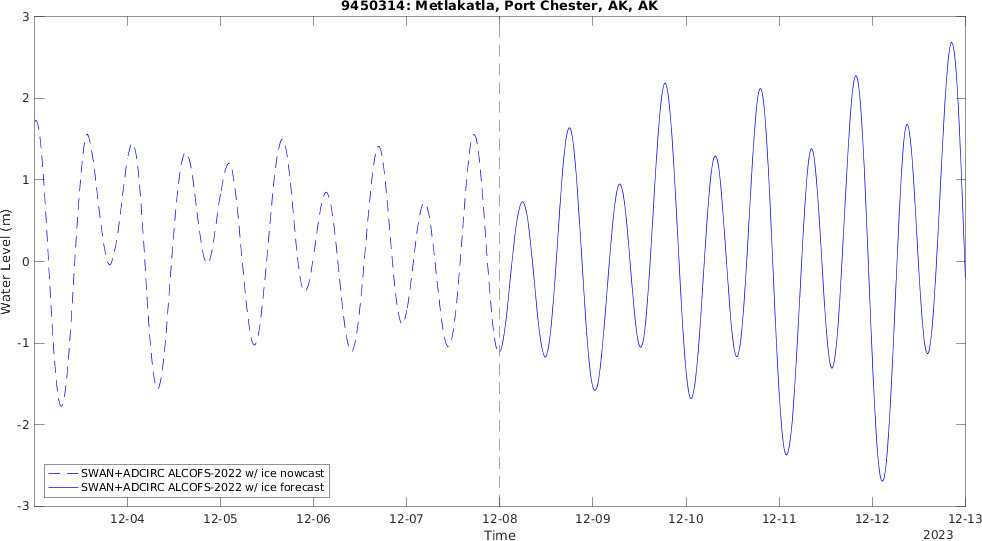 9450314: Metlakatla, Port Chester, AK, AK
3
2
1
0
-1
-2
-3
Water Level (m)
SWAN+ADCIRC ALCOFS-2022 w/ ice nowcast
SWAN+ADCIRC ALCOFS-2022 w/ ice forecast
12-04 12-05 12-06 12-07 12-08 12-09 12-10 12-11 12-12 12-13
Time
2023